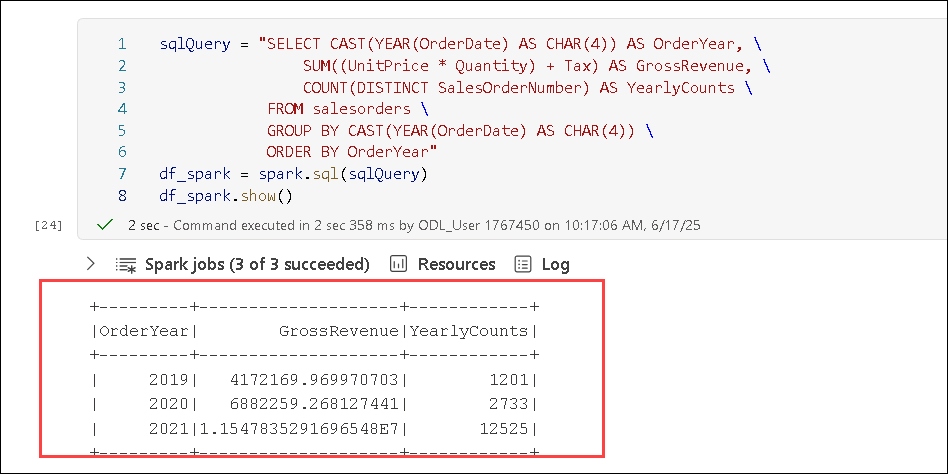 1 sqlQuery = "SELECT CAST(YEAR(OrderDate) AS CHAR(4)) AS OrderYear, \
2 SUM((UnitPrice * Quantity) + Tax) AS GrossRevenue, \
3 COUNT(DISTINCT SalesOrderNumber) AS YearlyCounts \
4 FROM salesorders \
5 GROUP BY CAST(YEAR(OrderDate) AS CHAR(4)) \
6 ORDER BY OrderYear"
7 df_spark = spark.sql(sqlQuery)
8 df_spark.show()
[24] 2 sec - Command executed in 2 sec 358 ms by ODL_User 1767450 on 10:17:06 AM, 6/17/25
Spark jobs (3 of 3 succeeded) Resources Log
+---------+--------------------+------------+
|OrderYear|        GrossRevenue|YearlyCounts|
+---------+--------------------+------------+
|     2019|   4172169.969970703|        1201|
|     2020|   6882259.268127441|        2733|
|     2021|1.1547835291696548E7|       12525|
+---------+--------------------+------------+